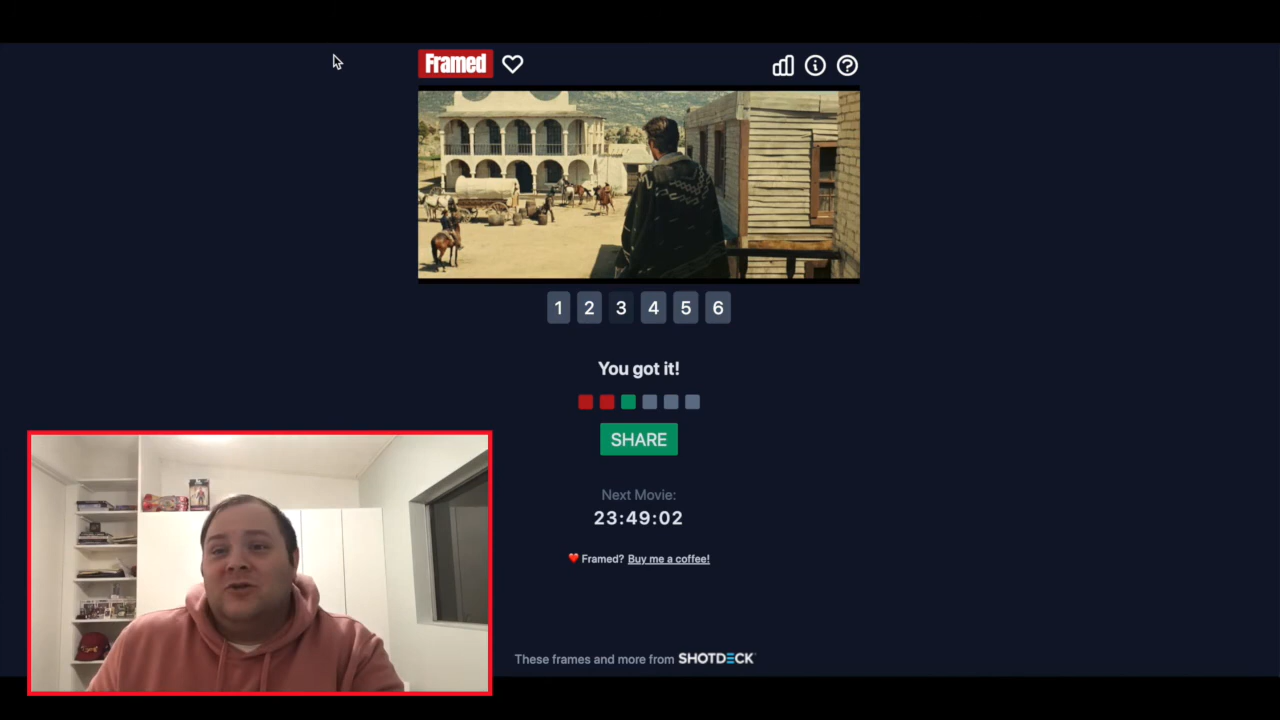 Framed
1 2 3 4 5 6
You got it!
SHARE
Next Movie:
23:49:02
Framed? Buy me a coffee!
These frames and more from SHOTDECK